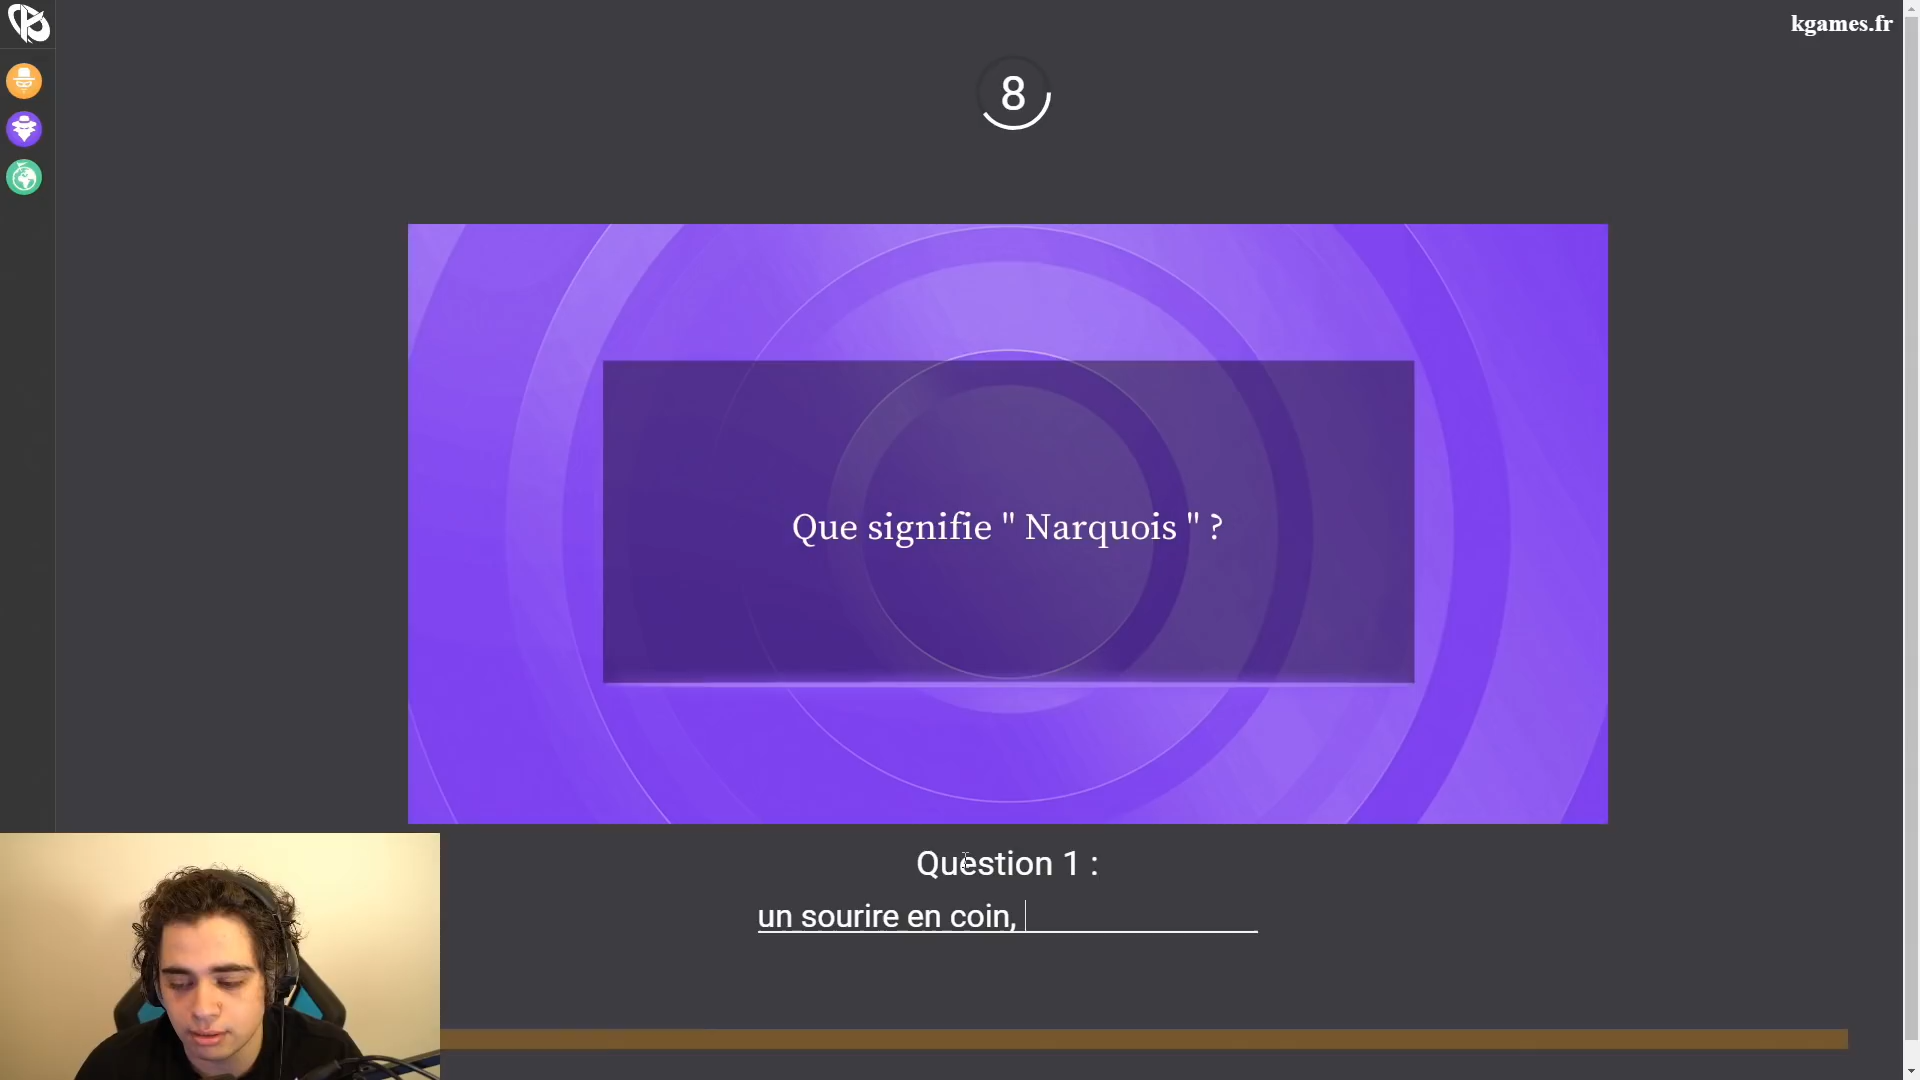 kgames.fr
8
Que signifie " Narquois " ?
Question 1 :
un sourire en coin,